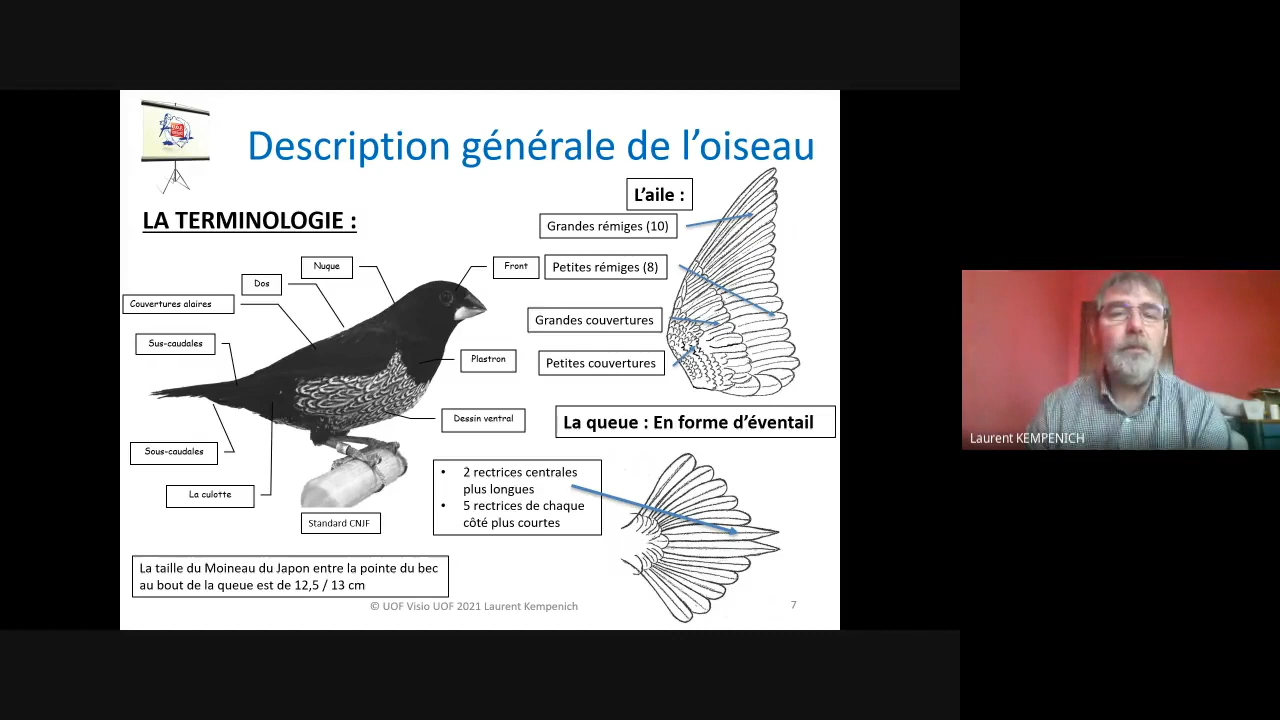 Description générale de l’oiseau
LA TERMINOLOGIE :
L’aile :
Grandes rémiges (10)
Petites rémiges (8)
Grandes couvertures
Petites couvertures
Nuque
Front
Dos
Couvertures alaires
Sus-caudales
Plastron
Dessin ventral
Sous-caudales
La culotte
Standard CNJF
La queue : En forme d’éventail
• 2 rectrices centrales
plus longues
• 5 rectrices de chaque
côté plus courtes
La taille du Moineau du Japon entre la pointe du bec
au bout de la queue est de 12,5 / 13 cm
© UOF Visio UOF 2021 Laurent Kempenich
7
Laurent KEMPENICH